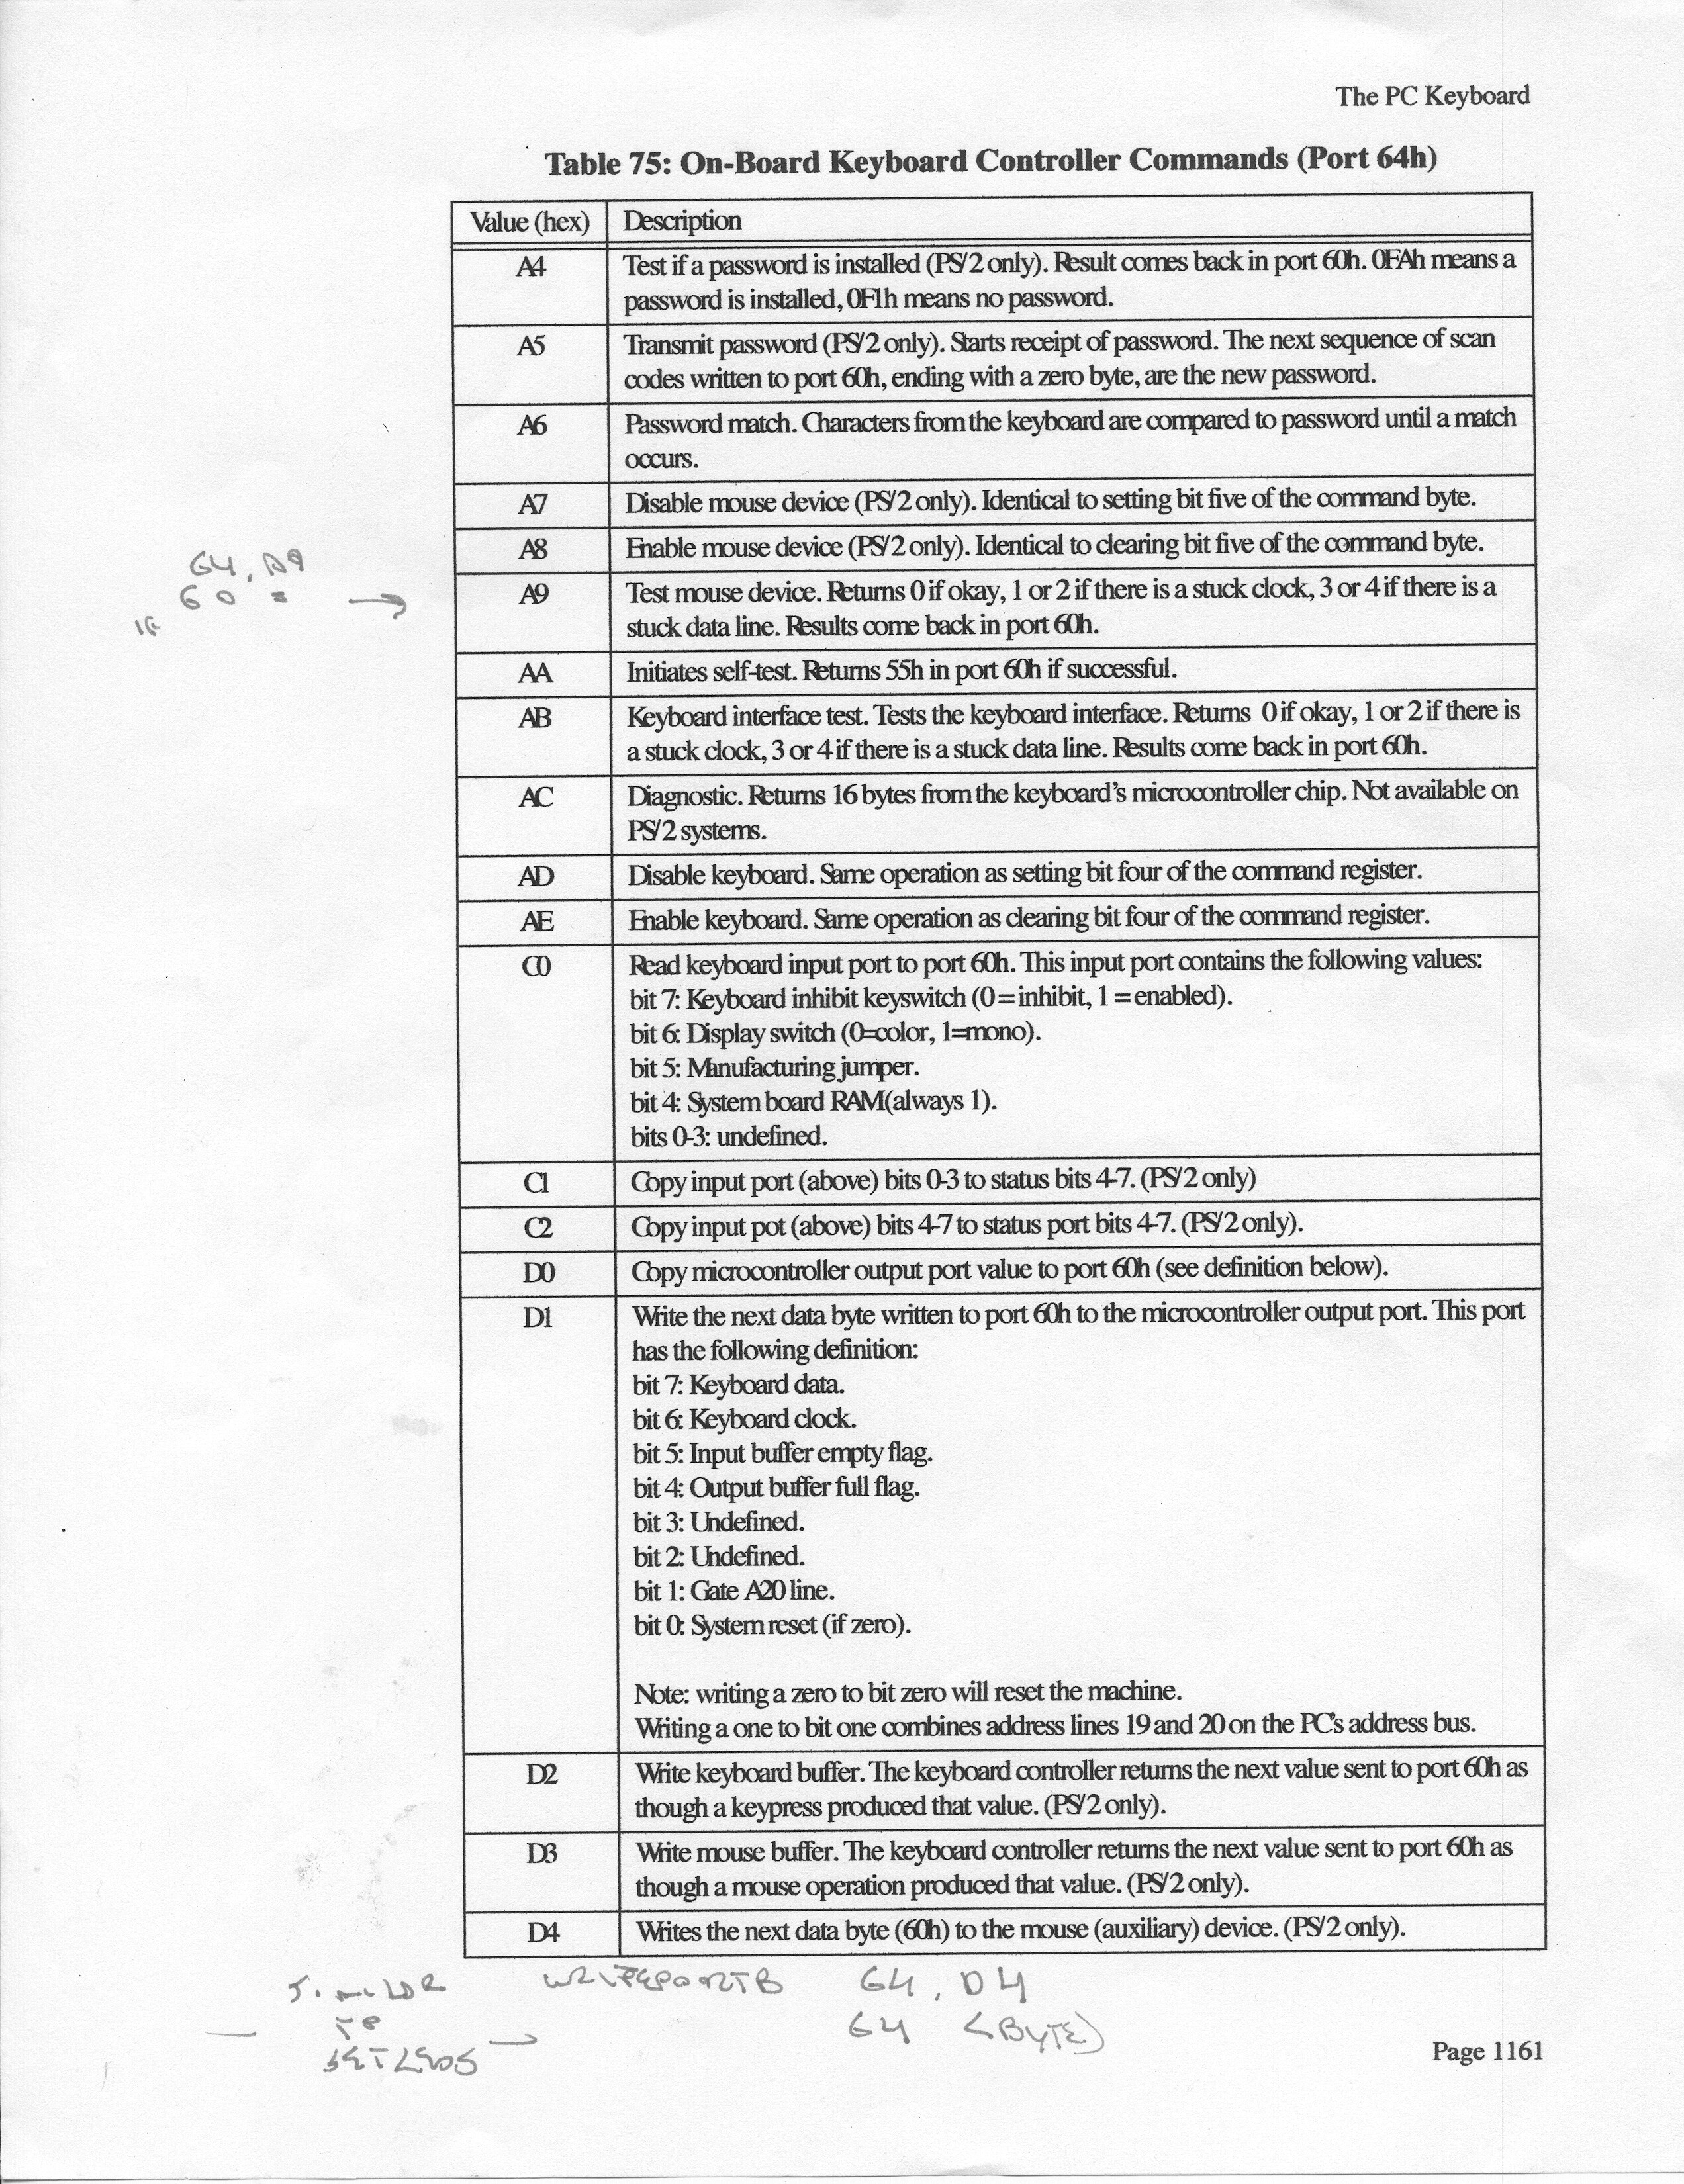 The PC Keyboard
Table 75: On-Board Keyboard Controller Commands (Port 64h)
Value (hex) Description
A4 Test if a password is installed (PS/2 only). Result comes back in port 60h. 0FAh means a
password is installed, 0F1h means no password.
A5 Transmit password (PS/2 only). Starts receipt of password. The next sequence of scan
codes written to port 60h, ending with a zero byte, are the new password.
A6 Password match. Characters from the keyboard are compared to password until a match
occurs.
A7 Disable mouse device (PS/2 only). Identical to setting bit five of the command byte.
A8 Enable mouse device (PS/2 only). Identical to clearing bit five of the command byte.
64, A9
60
IF
A9 Test mouse device. Returns 0 if okay, 1 or 2 if there is a stuck clock, 3 or 4 if there is a
stuck data line. Results come back in port 60h.
AA Initiates self-test. Returns 55h in port 60h if successful.
AB Keyboard interface test. Tests the keyboard interface. Returns 0 if okay, 1 or 2 if there is
a stuck clock, 3 or 4 if there is a stuck data line. Results come back in port 60h.
AC Diagnostic. Returns 16 bytes from the keyboard's microcontroller chip. Not available on
PS/2 systems.
AD Disable keyboard. Same operation as setting bit four of the command register.
AE Enable keyboard. Same operation as clearing bit four of the command register.
C0 Read keyboard input port to port 60h. This input port contains the following values:
bit 7: Keyboard inhibit keyswitch (0 = inhibit, 1 = enabled).
bit 6: Display switch (0=color, 1=mono).
bit 5: Manufacturing jumper.
bit 4: System board RAM (always 1).
bits 0-3: undefined.
C1 Copy input port (above) bits 0-3 to status bits 4-7. (PS/2 only)
C2 Copy input pot (above) bits 4-7 to status port bits 4-7. (PS/2 only).
D0 Copy microcontroller output port value to port 60h (see definition below).
D1 Write the next data byte written to port 60h to the microcontroller output port. This port
has the following definition:
bit 7: Keyboard data.
bit 6: Keyboard clock.
bit 5: Input buffer empty flag.
bit 4: Output buffer full flag.
bit 3: Undefined.
bit 2: Undefined.
bit 1: Gate A20 line.
bit 0: System reset (if zero).
Note: writing a zero to bit zero will reset the machine.
Writing a one to bit one combines address lines 19 and 20 on the PC's address bus.
D2 Write keyboard buffer. The keyboard controller returns the next value sent to port 60h as
though a keypress produced that value. (PS/2 only).
D3 Write mouse buffer. The keyboard controller returns the next value sent to port 60h as
though a mouse operation produced that value. (PS/2 only).
D4 Writes the next data byte (60h) to the mouse (auxiliary) device. (PS/2 only).
WRITEPORTB 64, D4
TO 64 <BYTE>
SETLEDS
Page 1161